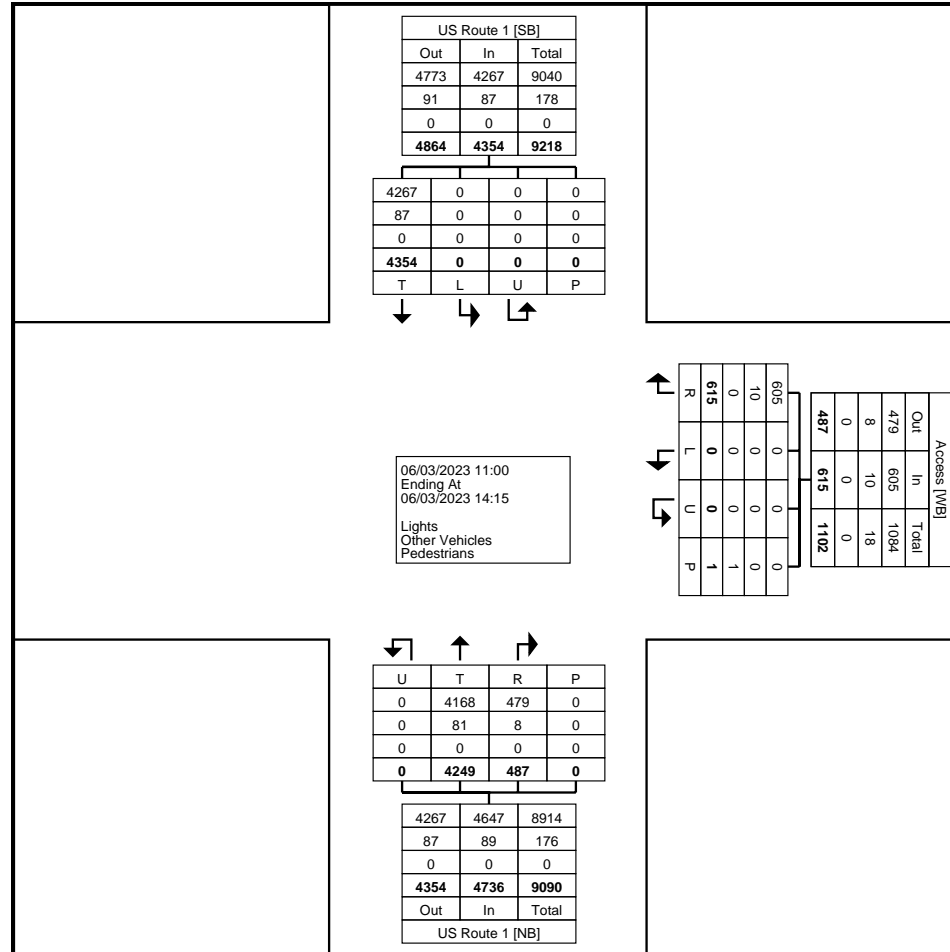 US Route 1 [SB]
Out In Total
4773 4267 9040
91 87 178
0 0 0
4864 4354 9218
4267 0 0 0
87 0 0 0
0 0 0 0
4354 0 0 0
T L U P
Access [WB]
Out In Total
479 605 1084
8 10 18
0 0 0
487 615 1102
605 0 0 0
10 0 0 0
0 0 0 1
615 0 0 1
R L U P
06/03/2023 11:00
Ending At
06/03/2023 14:15
Lights
Other Vehicles
Pedestrians
U T R P
0 4168 479 0
0 81 8 0
0 0 0 0
0 4249 487 0
4267 4647 8914
87 89 176
0 0 0
4354 4736 9090
Out In Total
US Route 1 [NB]